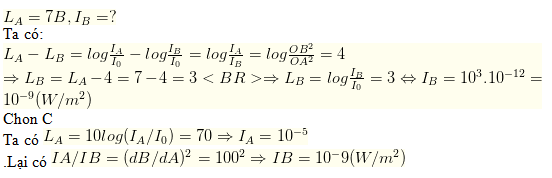 $L_A = 7B, I_B =?$
Ta có:
$L_A - L_B = log\frac{I_A}{I_0} - log\frac{I_B}{I_0} = log\frac{I_A}{I_B} = log\frac{OB^2}{OA^2} = 4$
$\Rightarrow L_B = L_A - 4 = 7 - 4 = 3 < BR > \Rightarrow L_B = log\frac{I_B}{I_0} = 3 \Leftrightarrow I_B = 10^3.10^{-12} =$
$10^{-9}(W/m^2)$
Chon C
Ta có $L_A = 10log(I_A/I_0) = 70 \Rightarrow I_A = 10^{-5}$
.Lại có $IA/IB = (dB/dA)^2 = 100^2 \Rightarrow IB = 10^-9(W/m^2)$